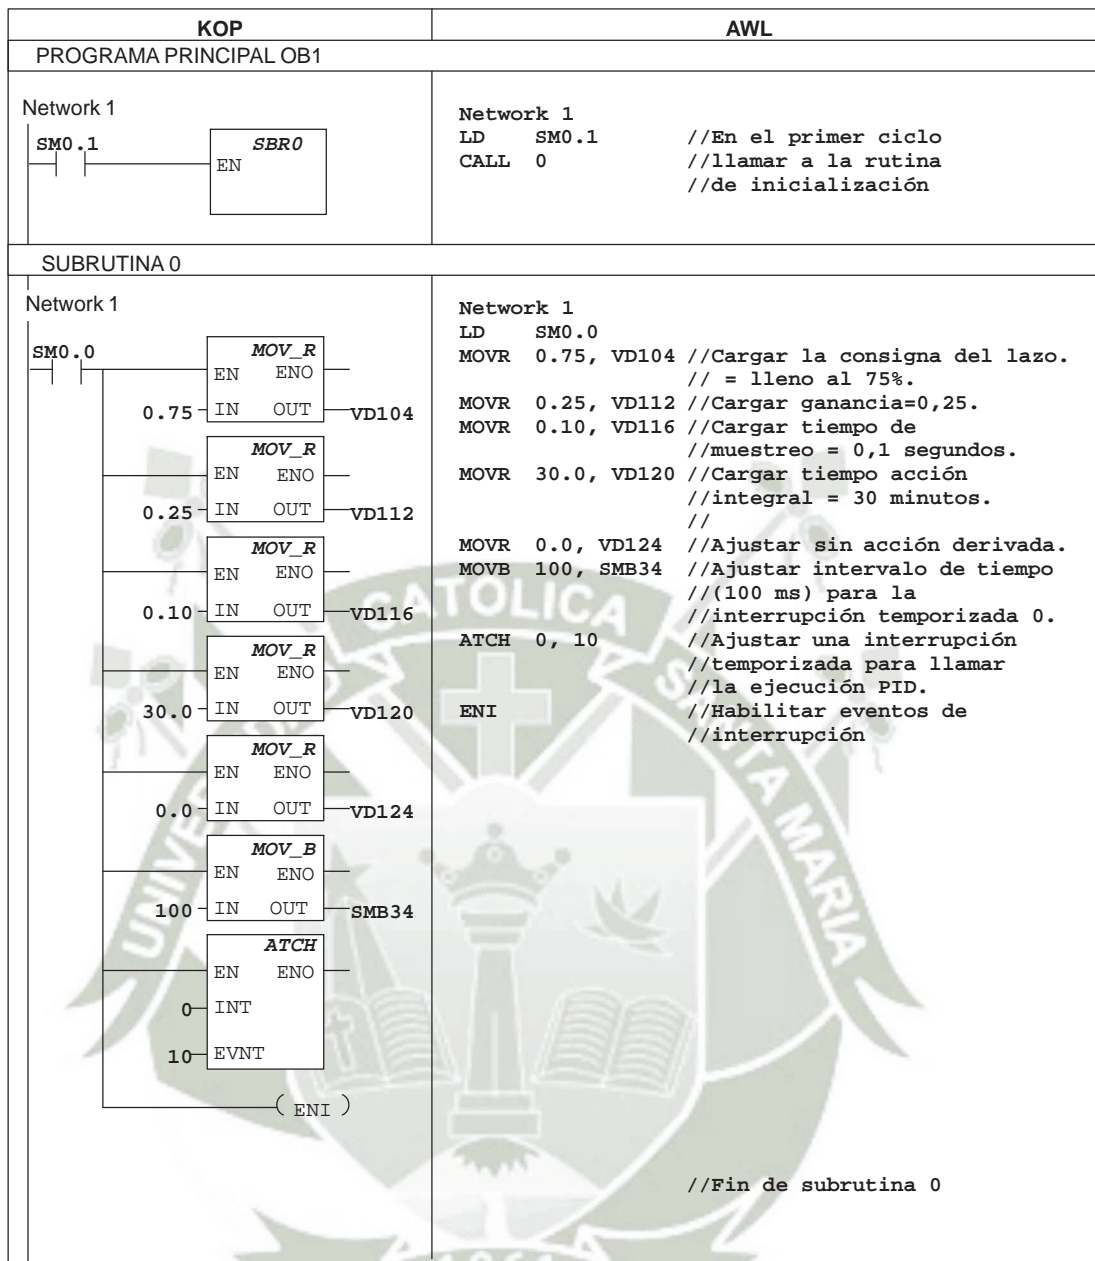 KOP
AWL
PROGRAMA PRINCIPAL OB1
Network 1
SM0.1
SBR0
EN
Network 1
LD SM0.1 //En el primer ciclo
CALL 0 //llamar a la rutina
//de inicialización
SUBRUTINA 0
Network 1
SM0.0
MOV_R
EN ENO
0.75 IN OUT VD104
MOV_R
EN ENO
0.25 IN OUT VD112
MOV_R
EN ENO
0.10 IN OUT VD116
MOV_R
EN ENO
30.0 IN OUT VD120
MOV_R
EN ENO
0.0 IN OUT VD124
MOV_B
EN ENO
100 IN OUT SMB34
ATCH
EN ENO
0 INT
10 EVNT
( ENI )
Network 1
LD SM0.0
MOVR 0.75, VD104 //Cargar la consigna del lazo.
// = lleno al 75%.
MOVR 0.25, VD112 //Cargar ganancia=0,25.
MOVR 0.10, VD116 //Cargar tiempo de
//muestreo = 0,1 segundos.
MOVR 30.0, VD120 //Cargar tiempo acción
//integral = 30 minutos.
//
MOVR 0.0, VD124 //Ajustar sin acción derivada.
MOVB 100, SMB34 //Ajustar intervalo de tiempo
//(100 ms) para la
//interrupción temporizada 0.
ATCH 0, 10 //Ajustar una interrupción
//temporizada para llamar
//la ejecución PID.
ENI //Habilitar eventos de
//interrupción
//Fin de subrutina 0
CATÓLICA
SANTA MARIA